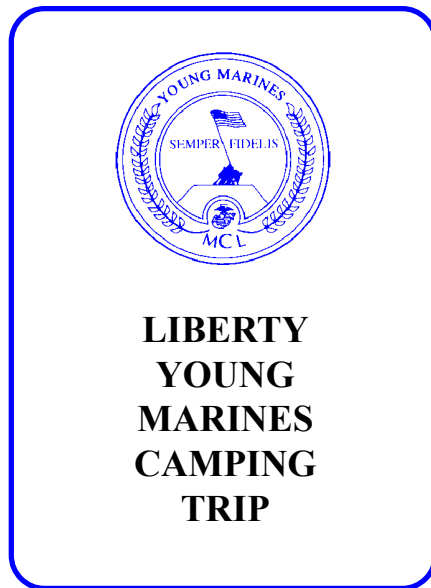 YOUNG MARINES
SEMPER FIDELIS
MCL
LIBERTY
YOUNG
MARINES
CAMPING
TRIP